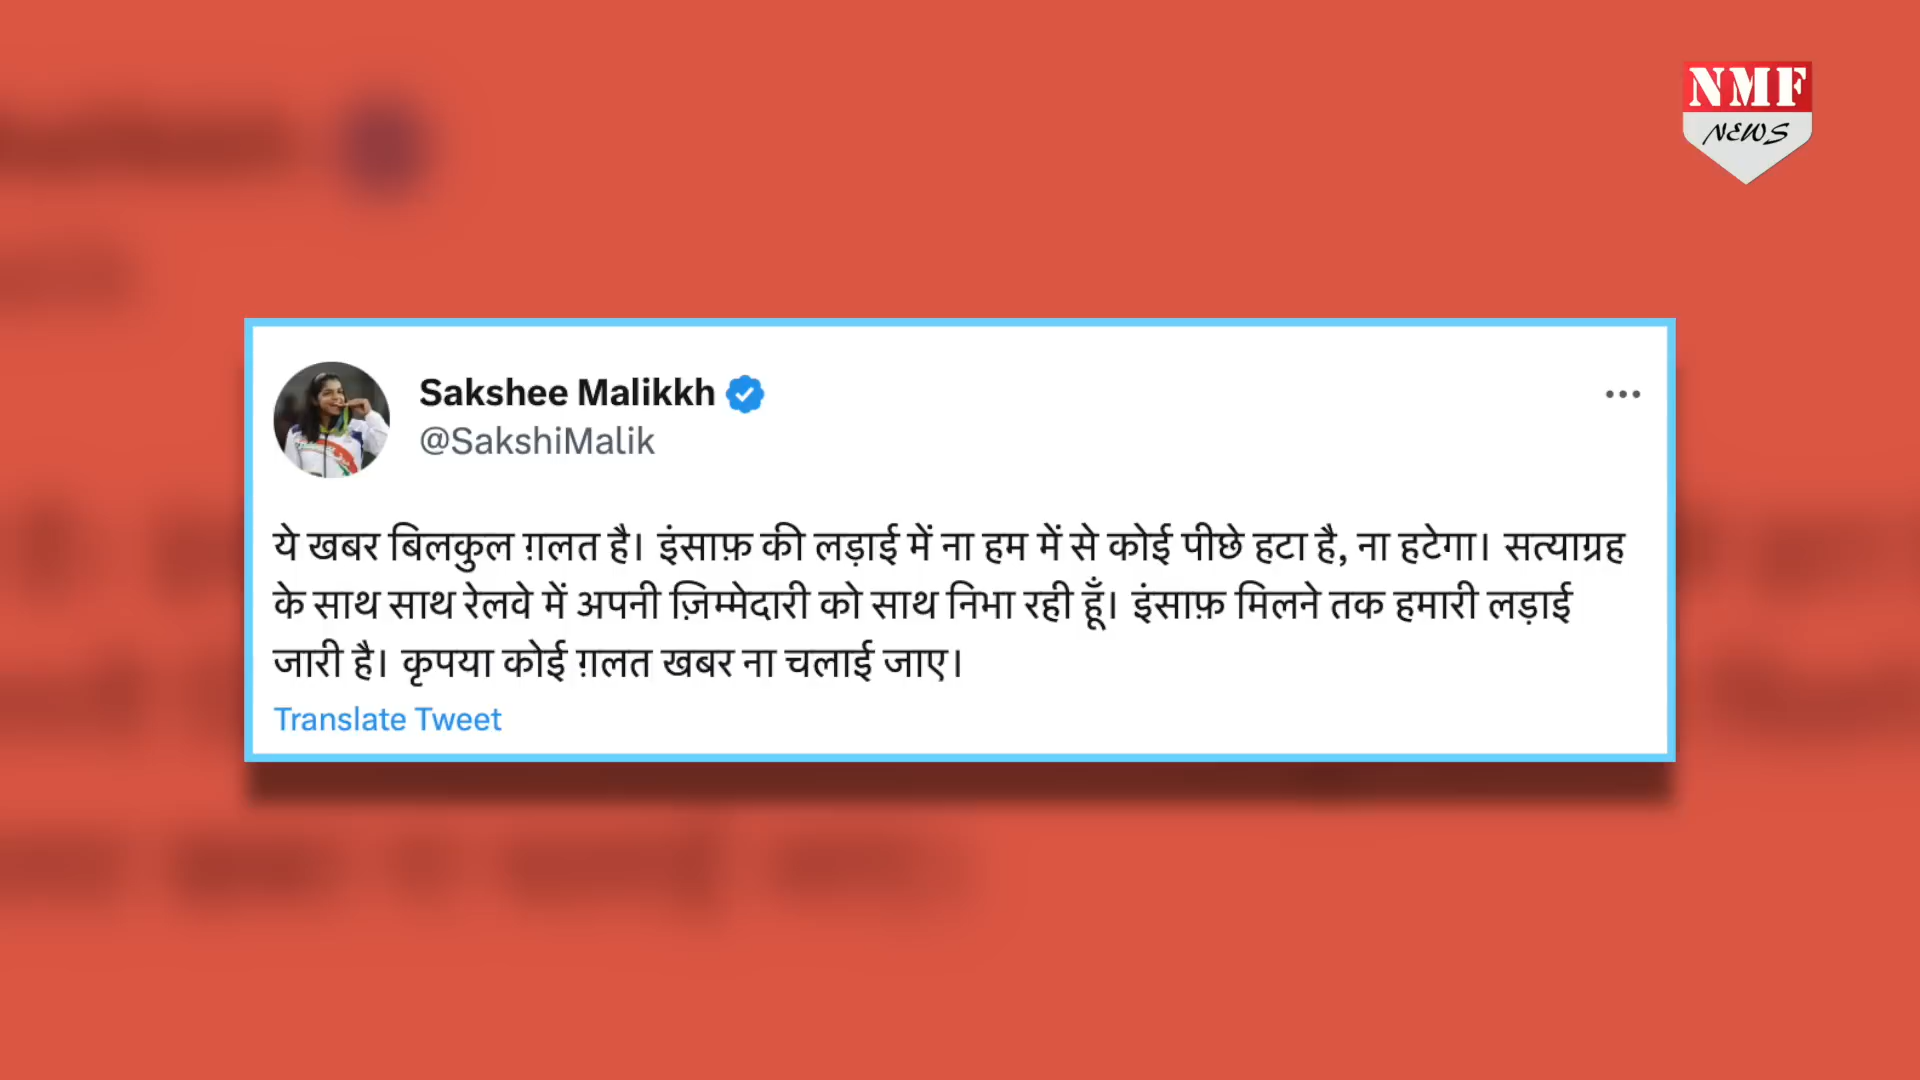 NMF
NEWS
Sakshee Malikkh
@SakshiMalik
ये खबर बिलकुल ग़लत है। इंसाफ़ की लड़ाई में ना हम में से कोई पीछे हटा है, ना हटेगा। सत्याग्रह
के साथ साथ रेलवे में अपनी ज़िम्मेदारी को साथ निभा रही हूँ। इंसाफ़ मिलने तक हमारी लड़ाई
जारी है। कृपया कोई ग़लत खबर ना चलाई जाए।
Translate Tweet